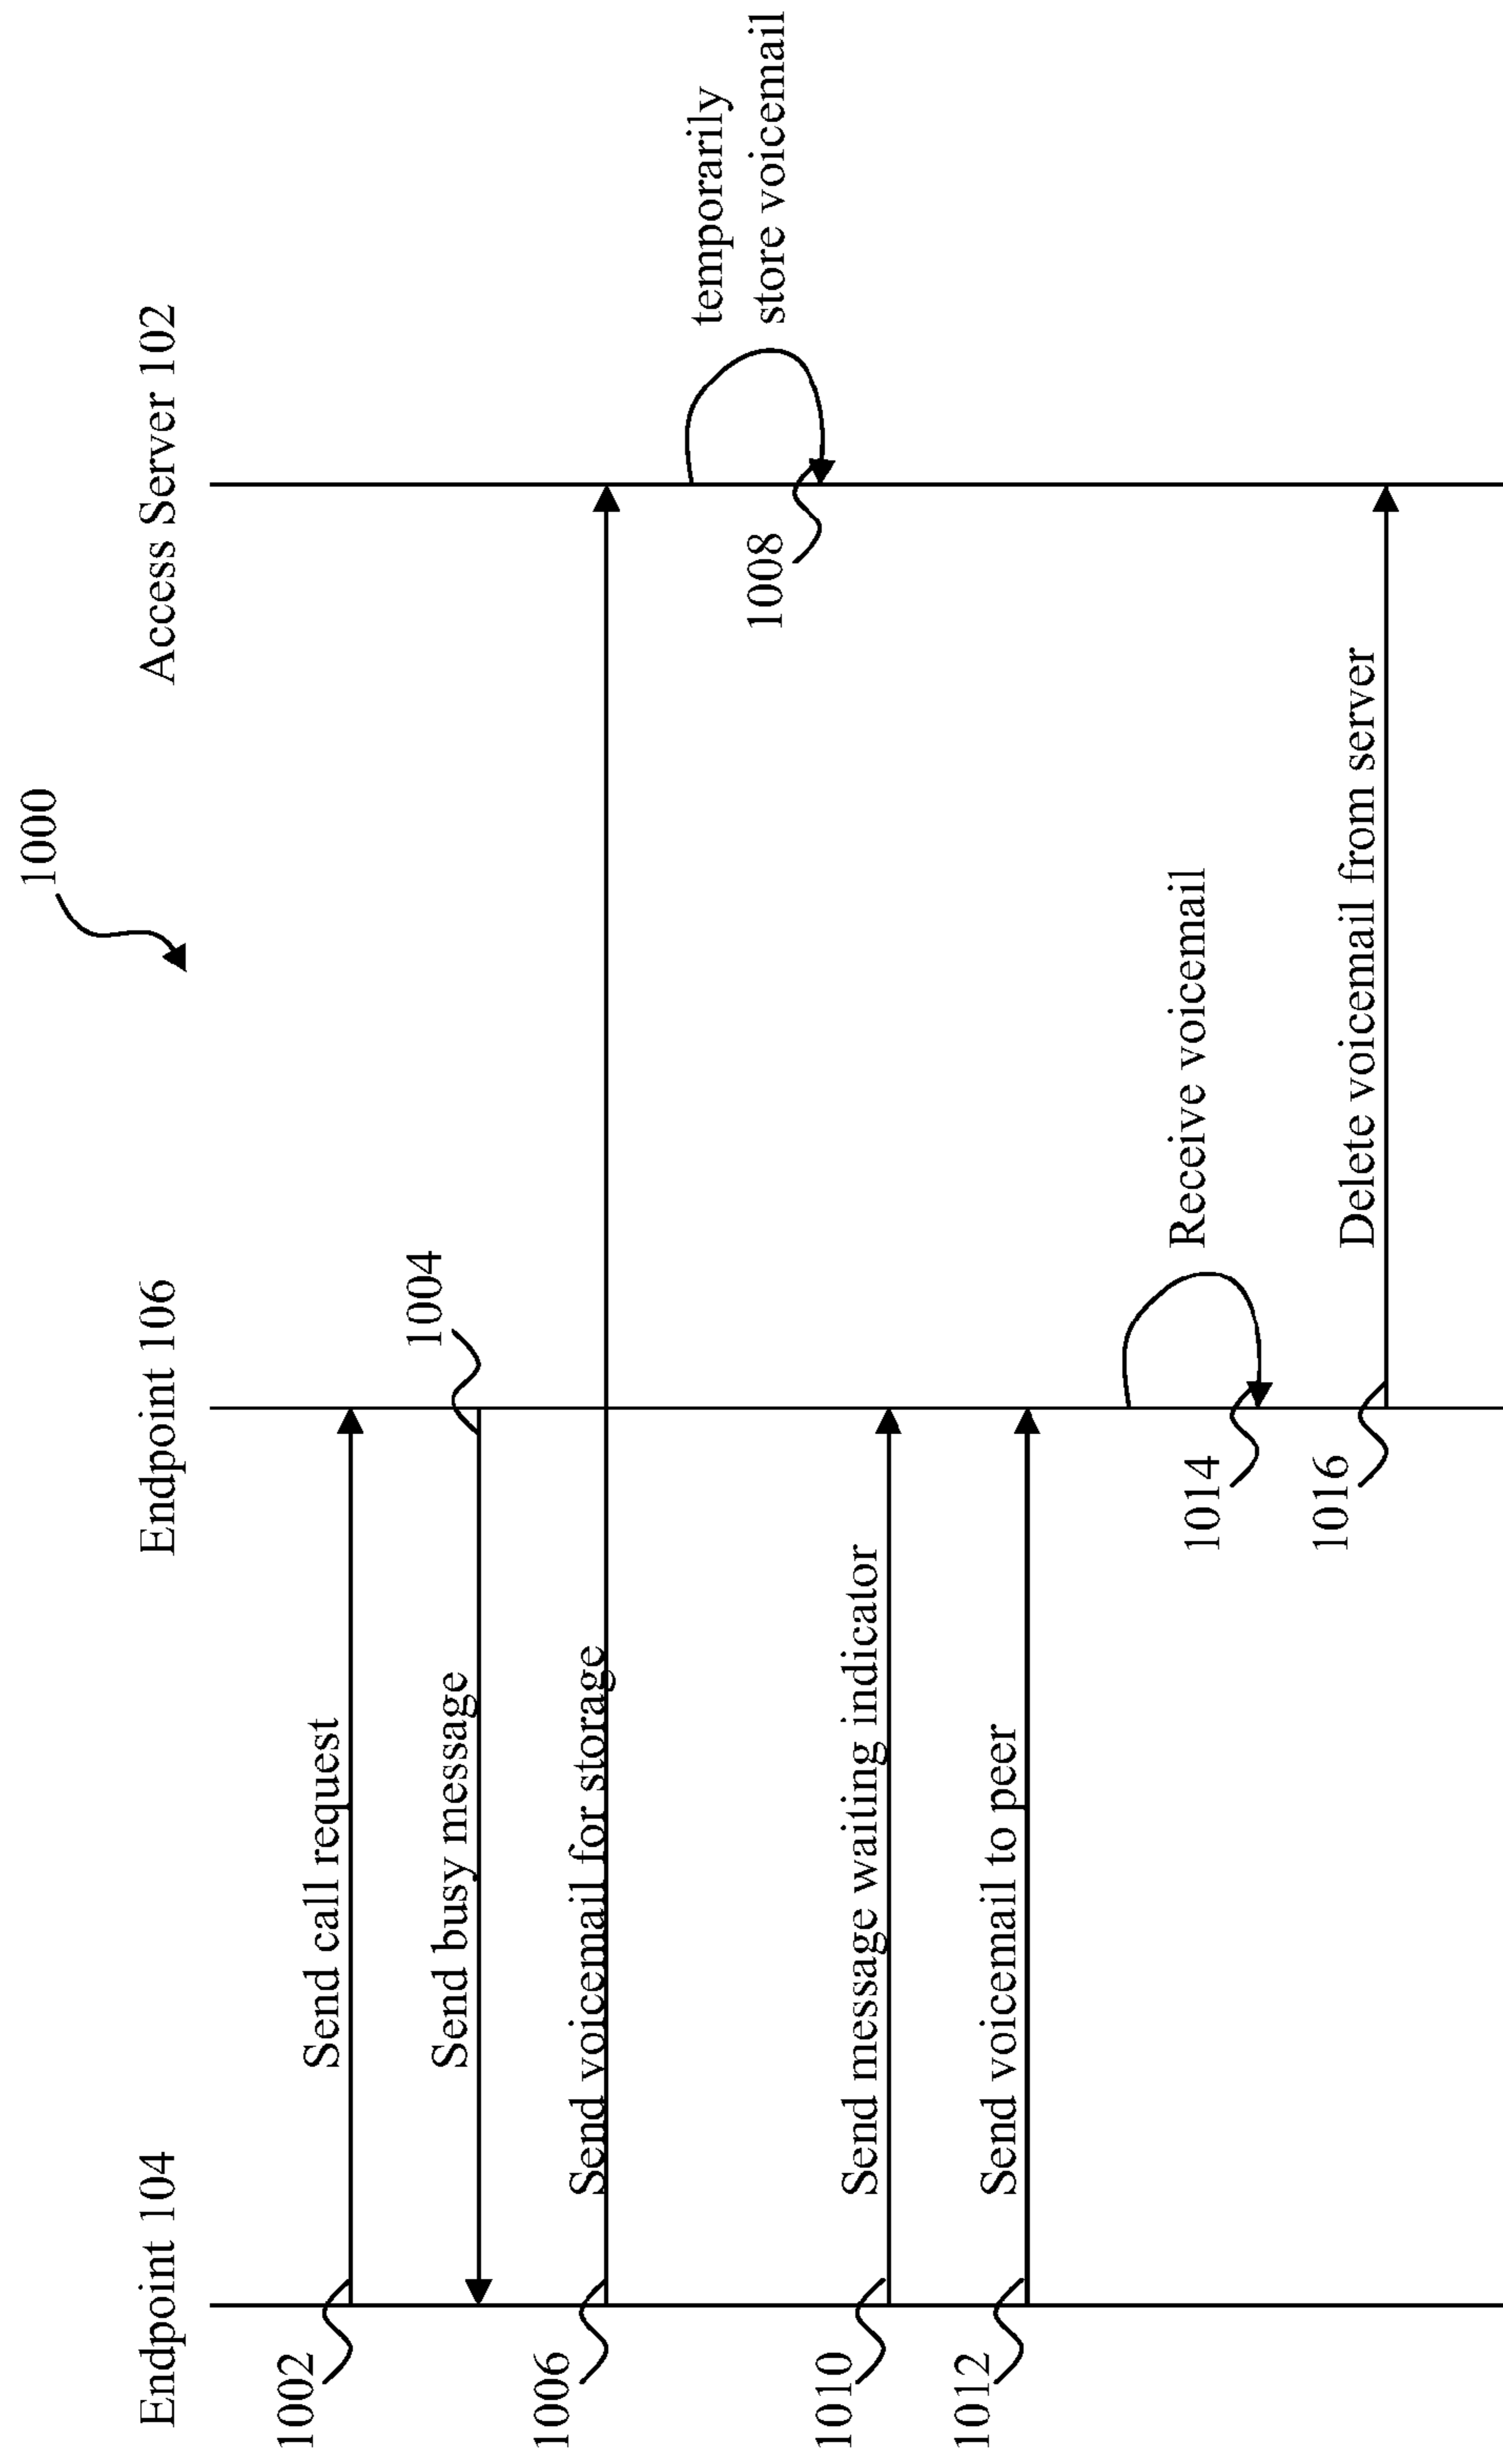 1000
Endpoint 104
Endpoint 106
Access Server 102
1002
Send call request
Send busy message
1004
1006
Send voicemail for storage
temporarily
store voicemail
1008
1010
Send message waiting indicator
1012
Send voicemail to peer
Receive voicemail
1014
Delete voicemail from server
1016